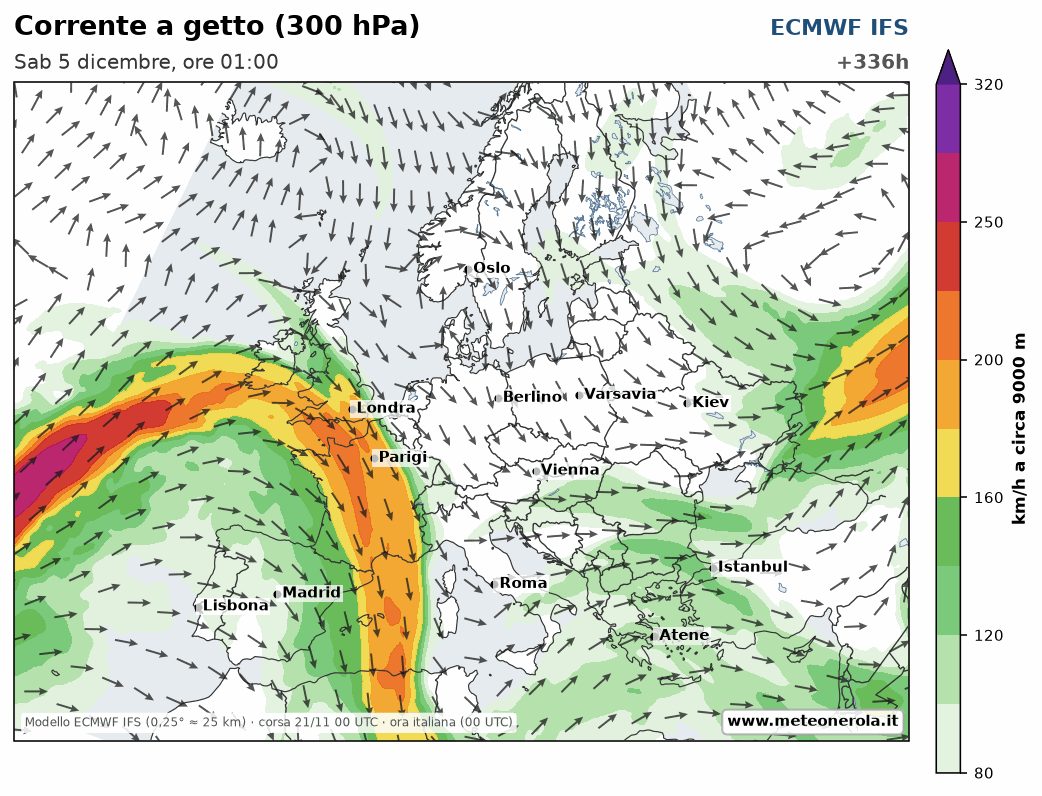 Corrente a getto (300 hPa)
ECMWF IFS
Sab 5 dicembre, ore 01:00
+336h
320
250
200
160
120
80
km/h a circa 9000 m
Oslo
Londra
Berlino
Varsavia
Kiev
Parigi
Vienna
Istanbul
Roma
Madrid
Lisbona
Atene
Modello ECMWF IFS (0,25° ≈ 25 km) · corsa 21/11 00 UTC · ora italiana (00 UTC)
www.meteonerola.it